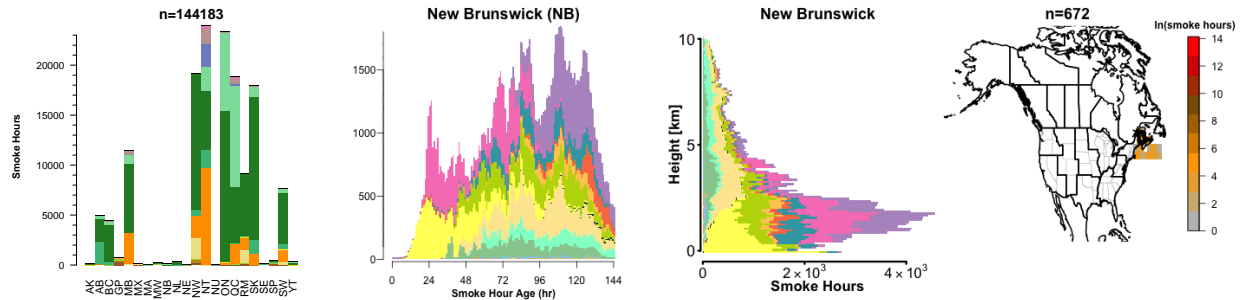 n=144183
Smoke Hours
20000
15000
10000
5000
0
AK AB BC GP MB MX MA MW NB NL NE NW NT NU ON QC RM SK SE SP SW YT
New Brunswick (NB)
1500
1000
500
0
0 24 48 72 96 120 144
Smoke Hour Age (hr)
New Brunswick
Height [km]
10
5
0
0 2 10³ 4 10³
Smoke Hours
n=672
ln(smoke hours)
14
12
10
8
6
4
2
0